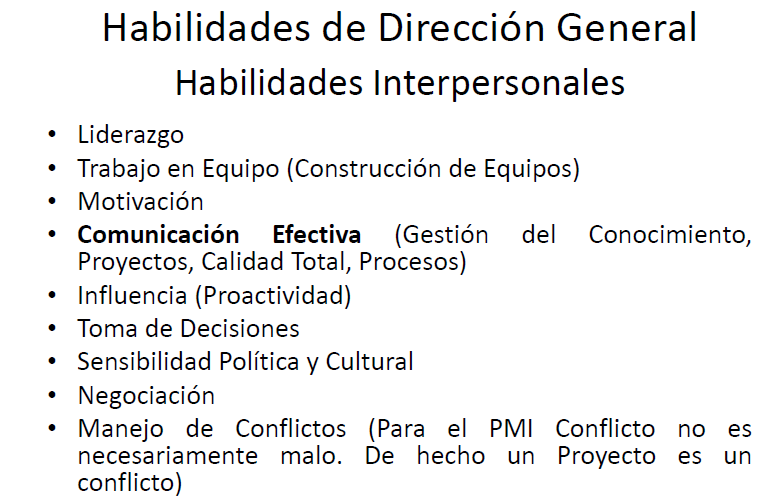 Habilidades de Dirección General
Habilidades Interpersonales
• Liderazgo
• Trabajo en Equipo (Construcción de Equipos)
• Motivación
• Comunicación Efectiva (Gestión del Conocimiento,
Proyectos, Calidad Total, Procesos)
• Influencia (Proactividad)
• Toma de Decisiones
• Sensibilidad Política y Cultural
• Negociación
• Manejo de Conflictos (Para el PMI Conflicto no es
necesariamente malo. De hecho un Proyecto es un
conflicto)